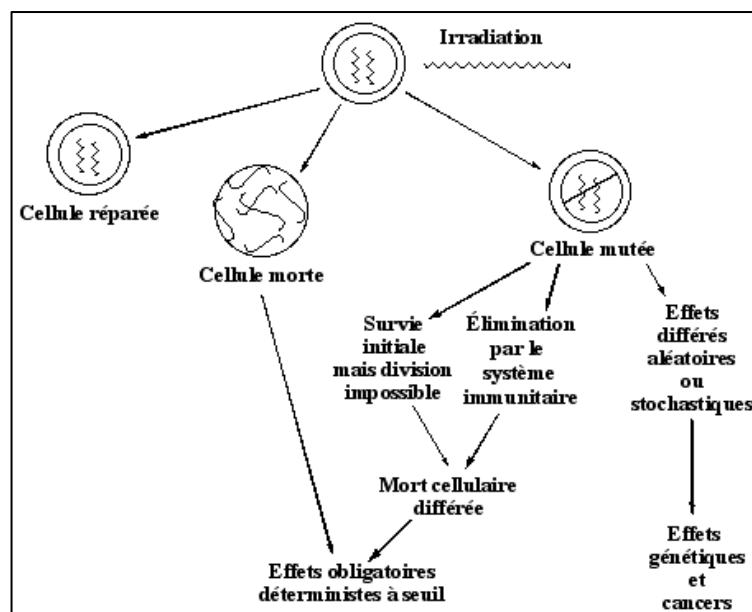 Irradiation
Cellule réparée
Cellule morte
Cellule mutée
Survie
initiale
mais division
impossible
Élimination
par le
système
immunitaire
Effets
différés
aléatoires
ou
stochastiques
Mort cellulaire
différée
Effets obligatoires
déterministes à seuil
Effets
génétiques
et
cancers